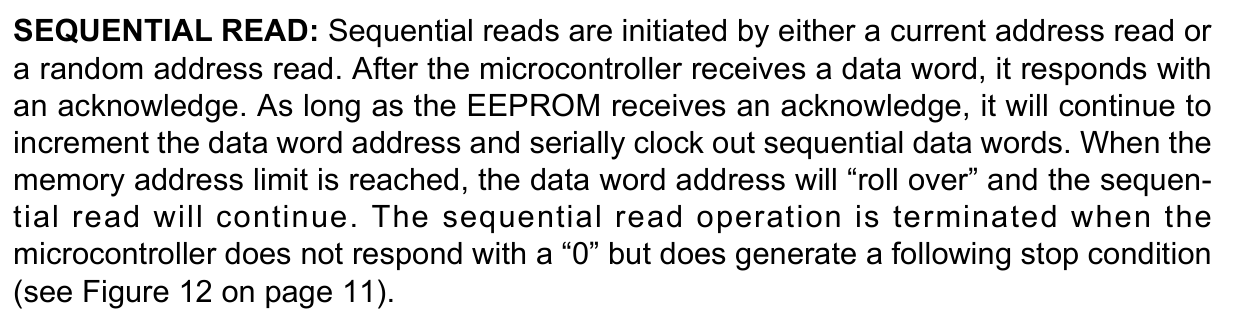 SEQUENTIAL READ: Sequential reads are initiated by either a current address read or
a random address read. After the microcontroller receives a data word, it responds with
an acknowledge. As long as the EEPROM receives an acknowledge, it will continue to
increment the data word address and serially clock out sequential data words. When the
memory address limit is reached, the data word address will “roll over” and the sequen-
tial read will continue. The sequential read operation is terminated when the
microcontroller does not respond with a “0” but does generate a following stop condition
(see Figure 12 on page 11).